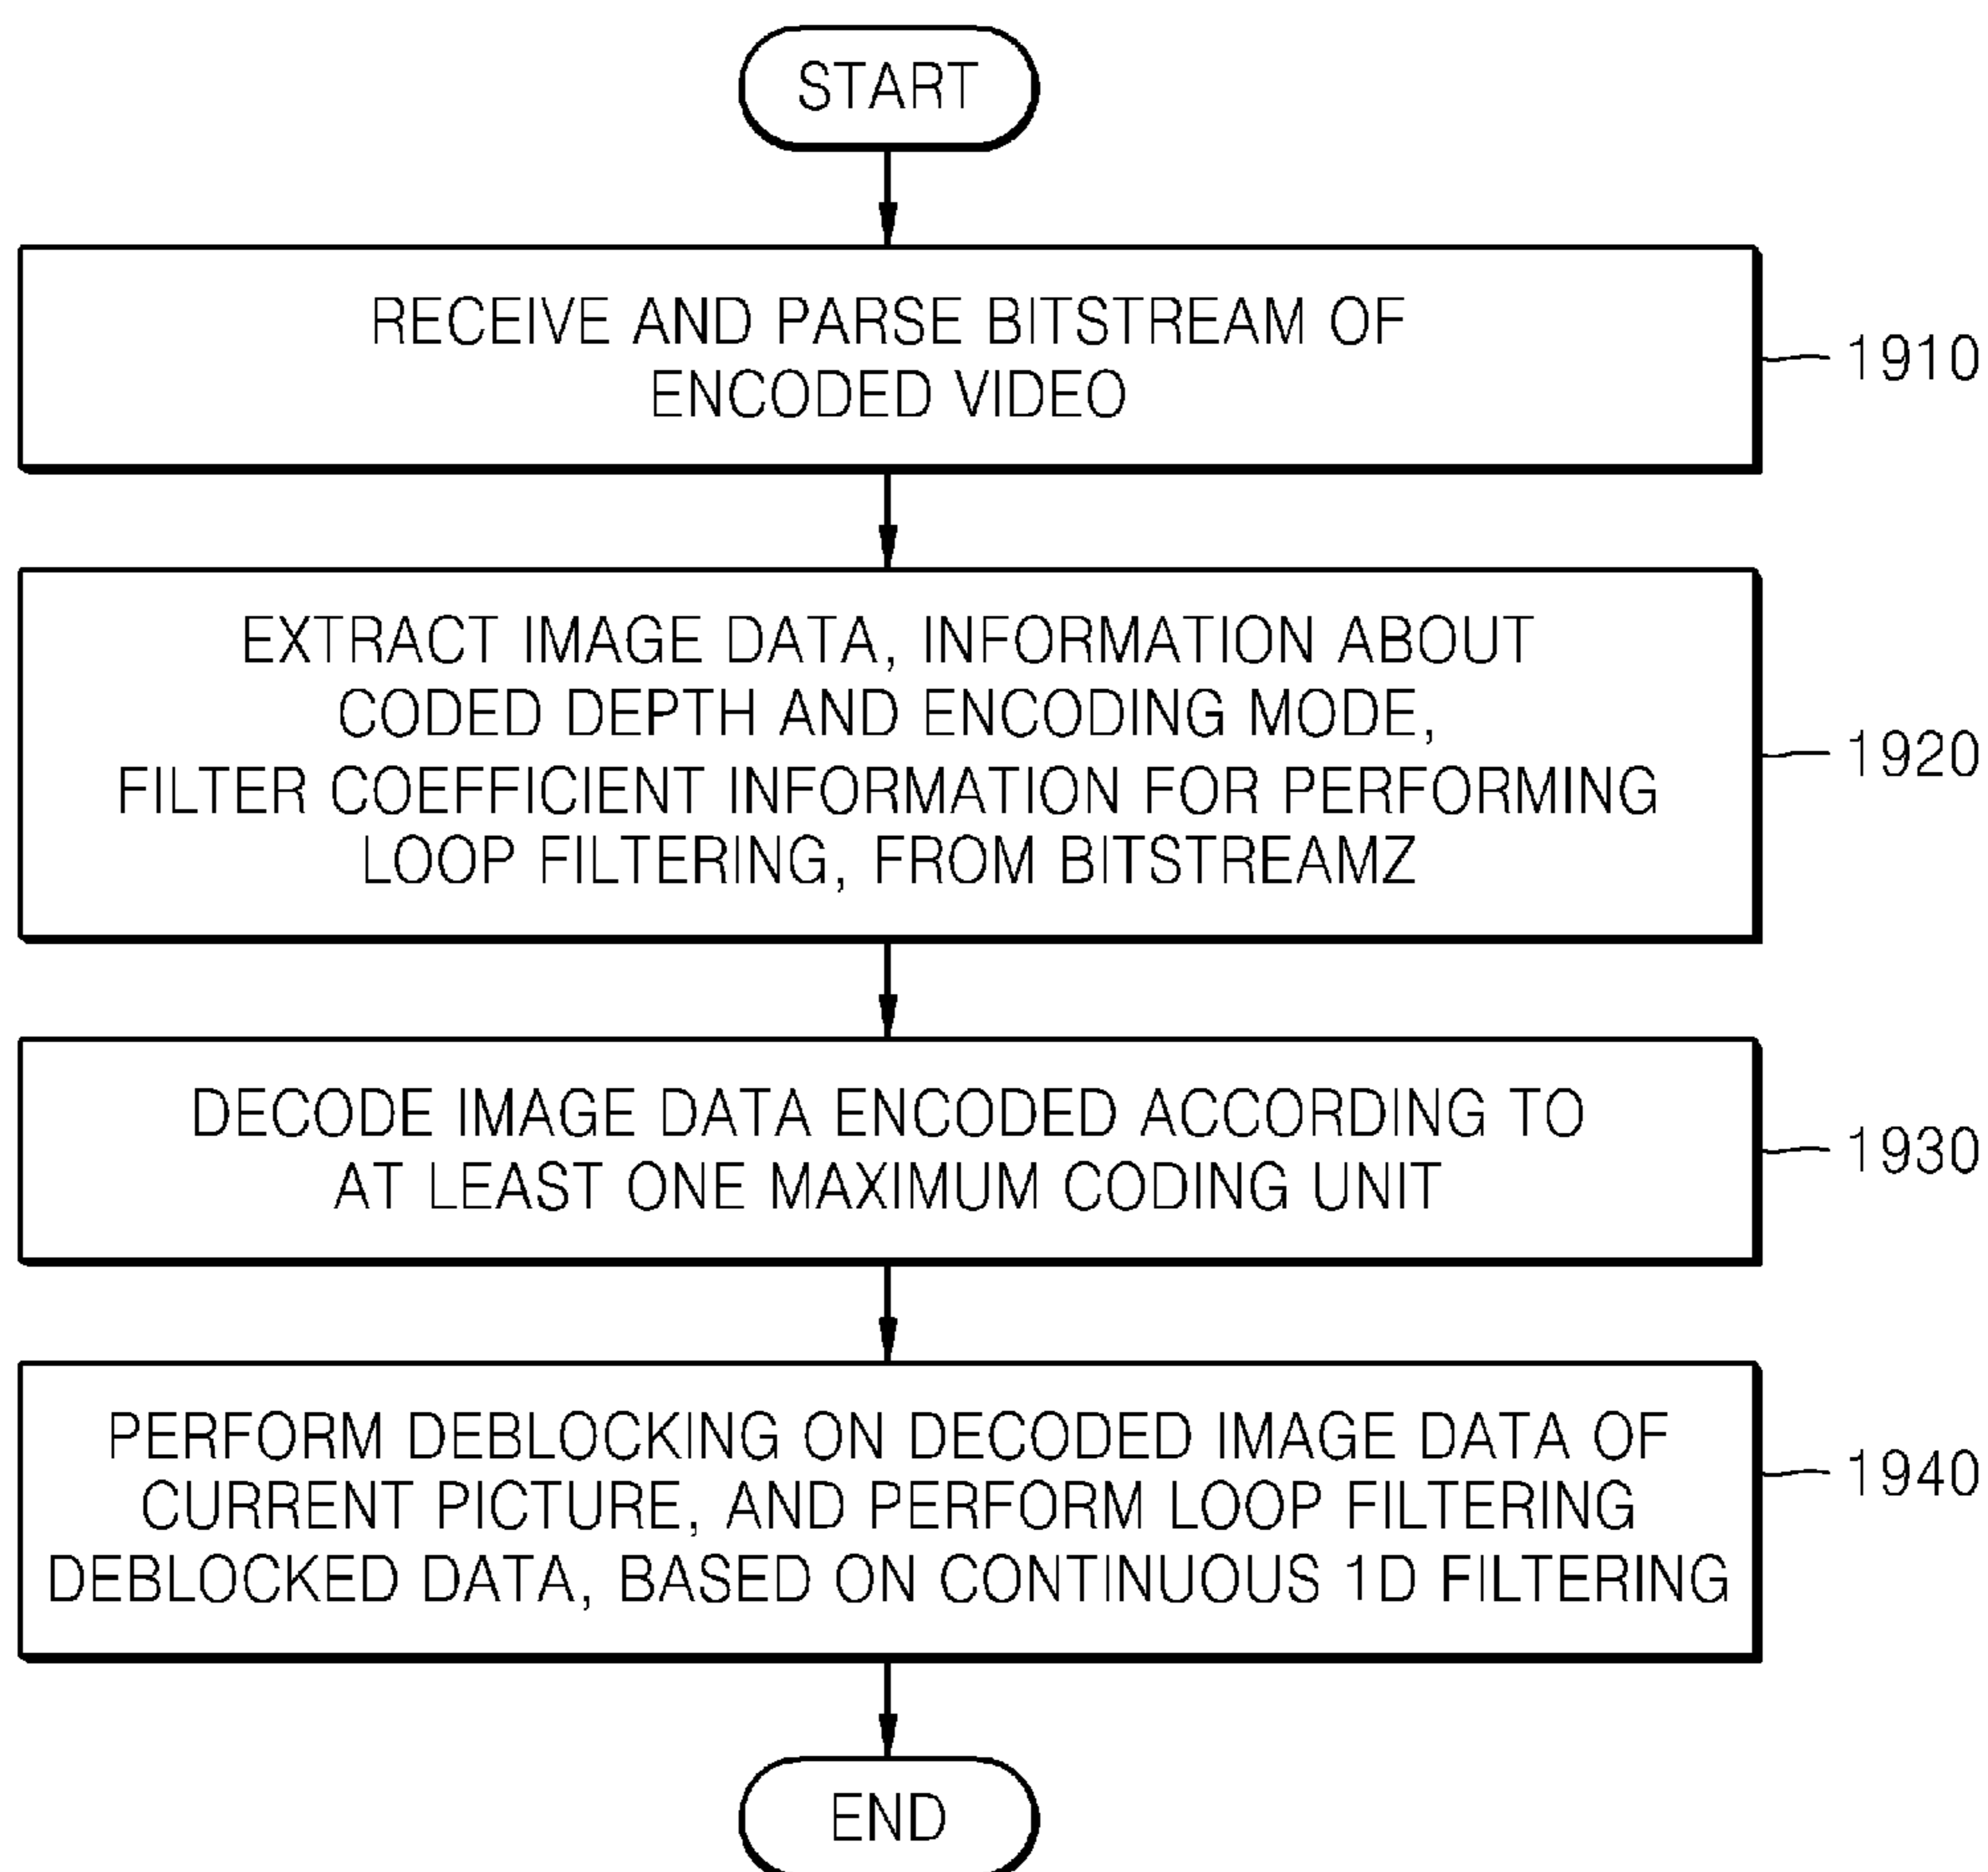 START
RECEIVE AND PARSE BITSTREAM OF
ENCODED VIDEO
1910
EXTRACT IMAGE DATA, INFORMATION ABOUT
CODED DEPTH AND ENCODING MODE,
FILTER COEFFICIENT INFORMATION FOR PERFORMING
LOOP FILTERING, FROM BITSTREAMZ
1920
DECODE IMAGE DATA ENCODED ACCORDING TO
AT LEAST ONE MAXIMUM CODING UNIT
1930
PERFORM DEBLOCKING ON DECODED IMAGE DATA OF
CURRENT PICTURE, AND PERFORM LOOP FILTERING
DEBLOCKED DATA, BASED ON CONTINUOUS 1D FILTERING
1940
END